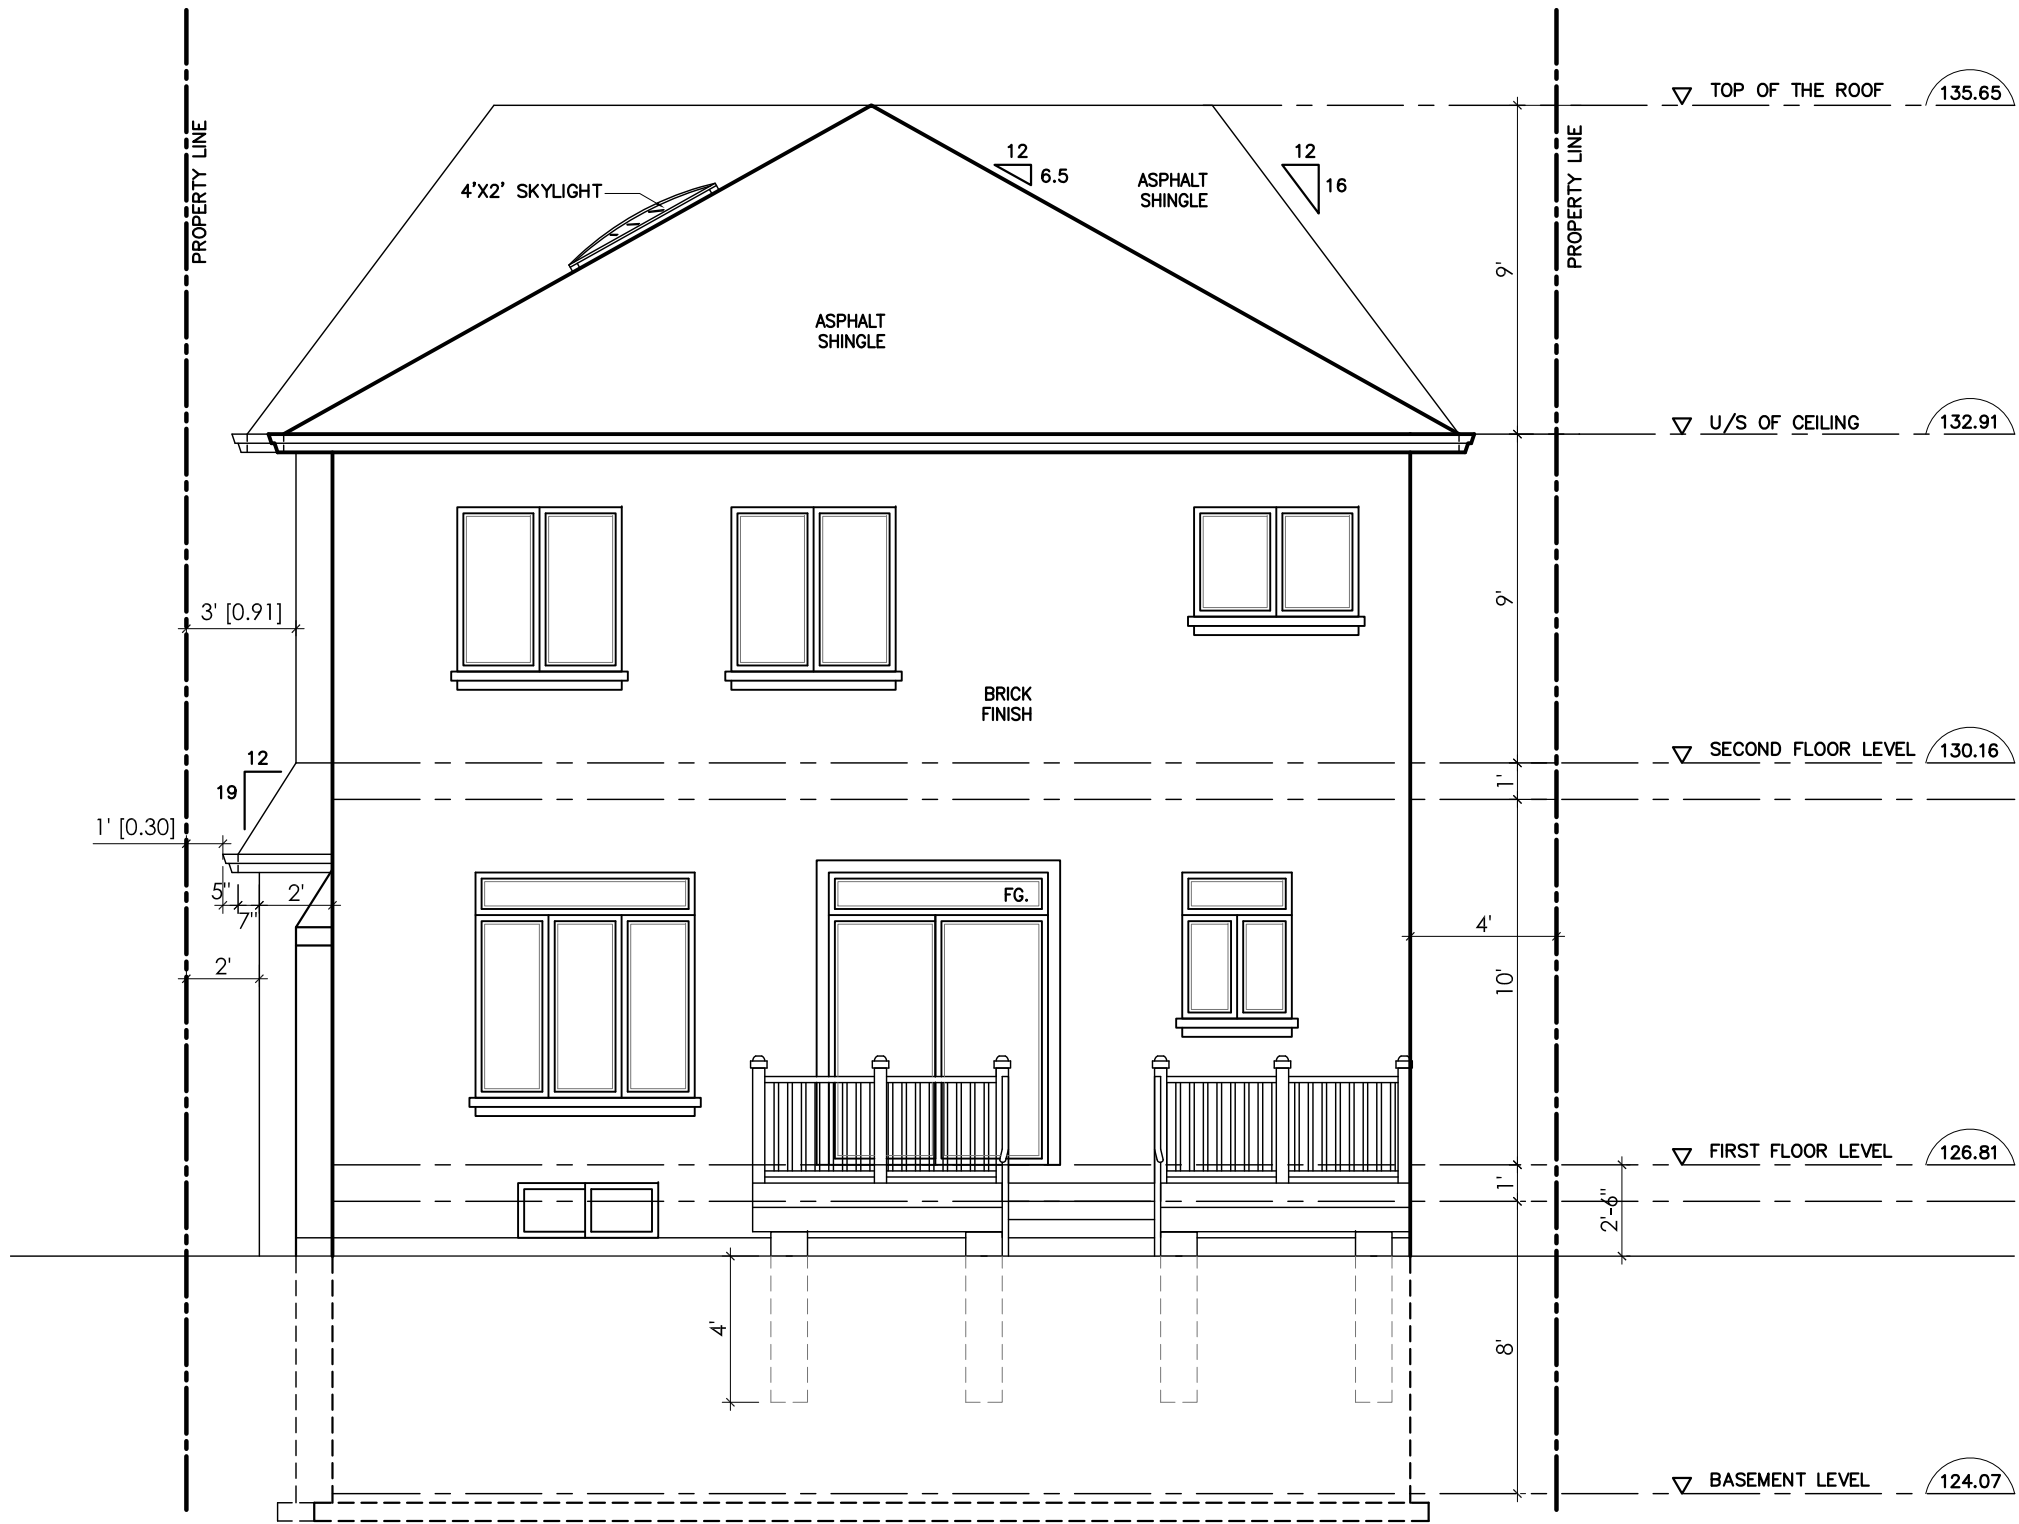 TOP OF THE ROOF
135.65
PROPERTY LINE
PROPERTY LINE
12
6.5
12
16
4'X2' SKYLIGHT
ASPHALT
SHINGLE
9'
ASPHALT
SHINGLE
U/S OF CEILING
132.91
3' [0.91]
9'
BRICK
FINISH
12
19
SECOND FLOOR LEVEL
130.16
1'
1' [0.30]
5"
7"
2'
FG.
4'
2'
10'
FIRST FLOOR LEVEL
126.81
1'
2'-6"
4'
8'
BASEMENT LEVEL
124.07